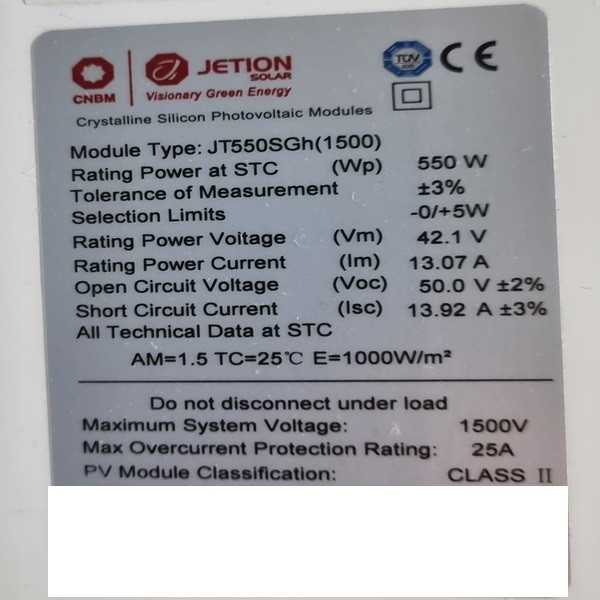 CNBM
JETION
SOLAR
Visionary Green Energy
TÜV
CE
Crystalline Silicon Photovoltaic Modules
Module Type: JT550SGh(1500)
Rating Power at STC (Wp) 550 W
Tolerance of Measurement ±3%
Selection Limits -0/+5W
Rating Power Voltage (Vm) 42.1 V
Rating Power Current (Im) 13.07 A
Open Circuit Voltage (Voc) 50.0 V ±2%
Short Circuit Current (Isc) 13.92 A ±3%
All Technical Data at STC
AM=1.5 TC=25℃ E=1000W/m²
Do not disconnect under load
Maximum System Voltage: 1500V
Max Overcurrent Protection Rating: 25A
PV Module Classification: CLASS II